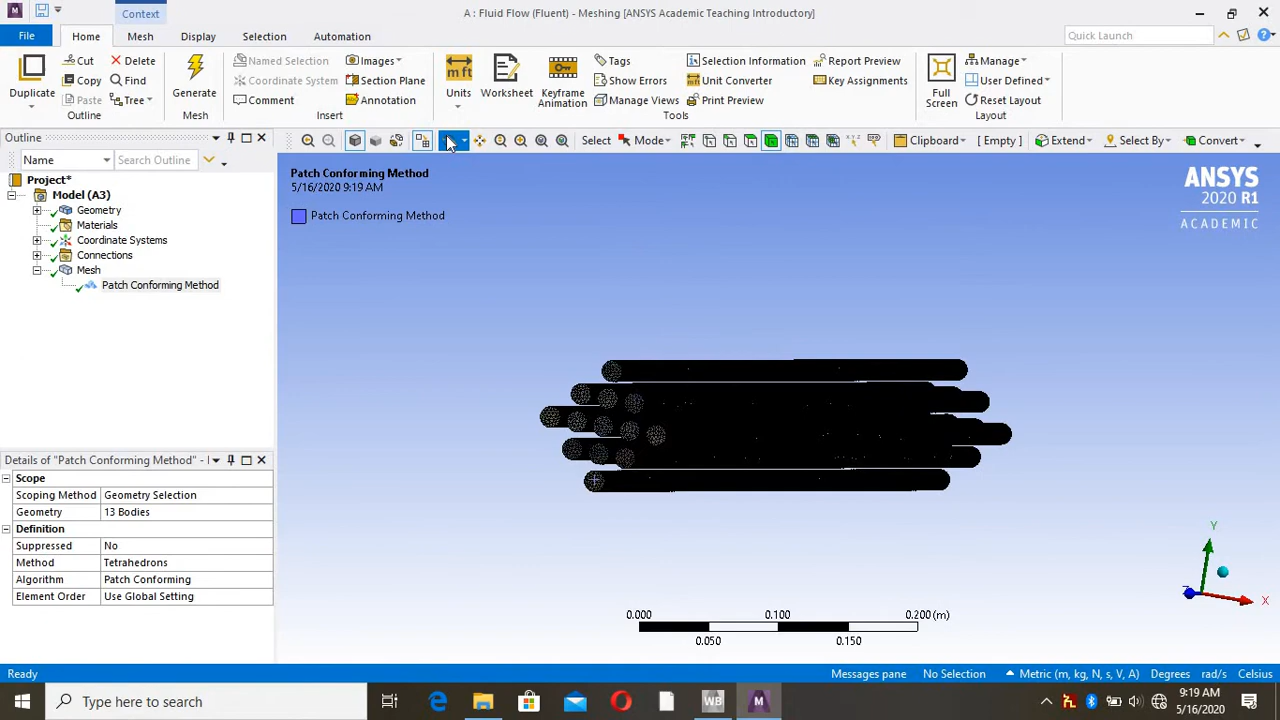 A : Fluid Flow (Fluent) - Meshing [ANSYS Academic Teaching Introductory]
Context
File Home Mesh Display Selection Automation Quick Launch
Duplicate
Cut Delete
Copy Find
Paste Tree
Outline
Generate
Mesh
Named Selection
Coordinate System
Comment
Images
Section Plane
Annotation
Insert
Units
Worksheet
Keyframe
Animation
Tags
Show Errors
Manage Views
Selection Information
Unit Converter
Print Preview
Report Preview
Key Assignments
Tools
Full
Screen
Manage
User Defined
Reset Layout
Layout
Select Mode Clipboard [ Empty ] Extend Select By Convert
Outline
Name Search Outline
Project*
Model (A3)
Geometry
Materials
Coordinate Systems
Connections
Mesh
Patch Conforming Method
Details of "Patch Conforming Method"
Scope
Scoping Method Geometry Selection
Geometry 13 Bodies
Definition
Suppressed No
Method Tetrahedrons
Algorithm Patch Conforming
Element Order Use Global Setting
Patch Conforming Method
5/16/2020 9:19 AM
Patch Conforming Method
ANSYS
2020 R1
ACADEMIC
Y
X
0.000 0.100 0.200 (m)
0.050 0.150
Ready Messages pane No Selection Metric (m, kg, N, s, V, A) Degrees rad/s Celsius
Type here to search
WB
M
9:19 AM
5/16/2020